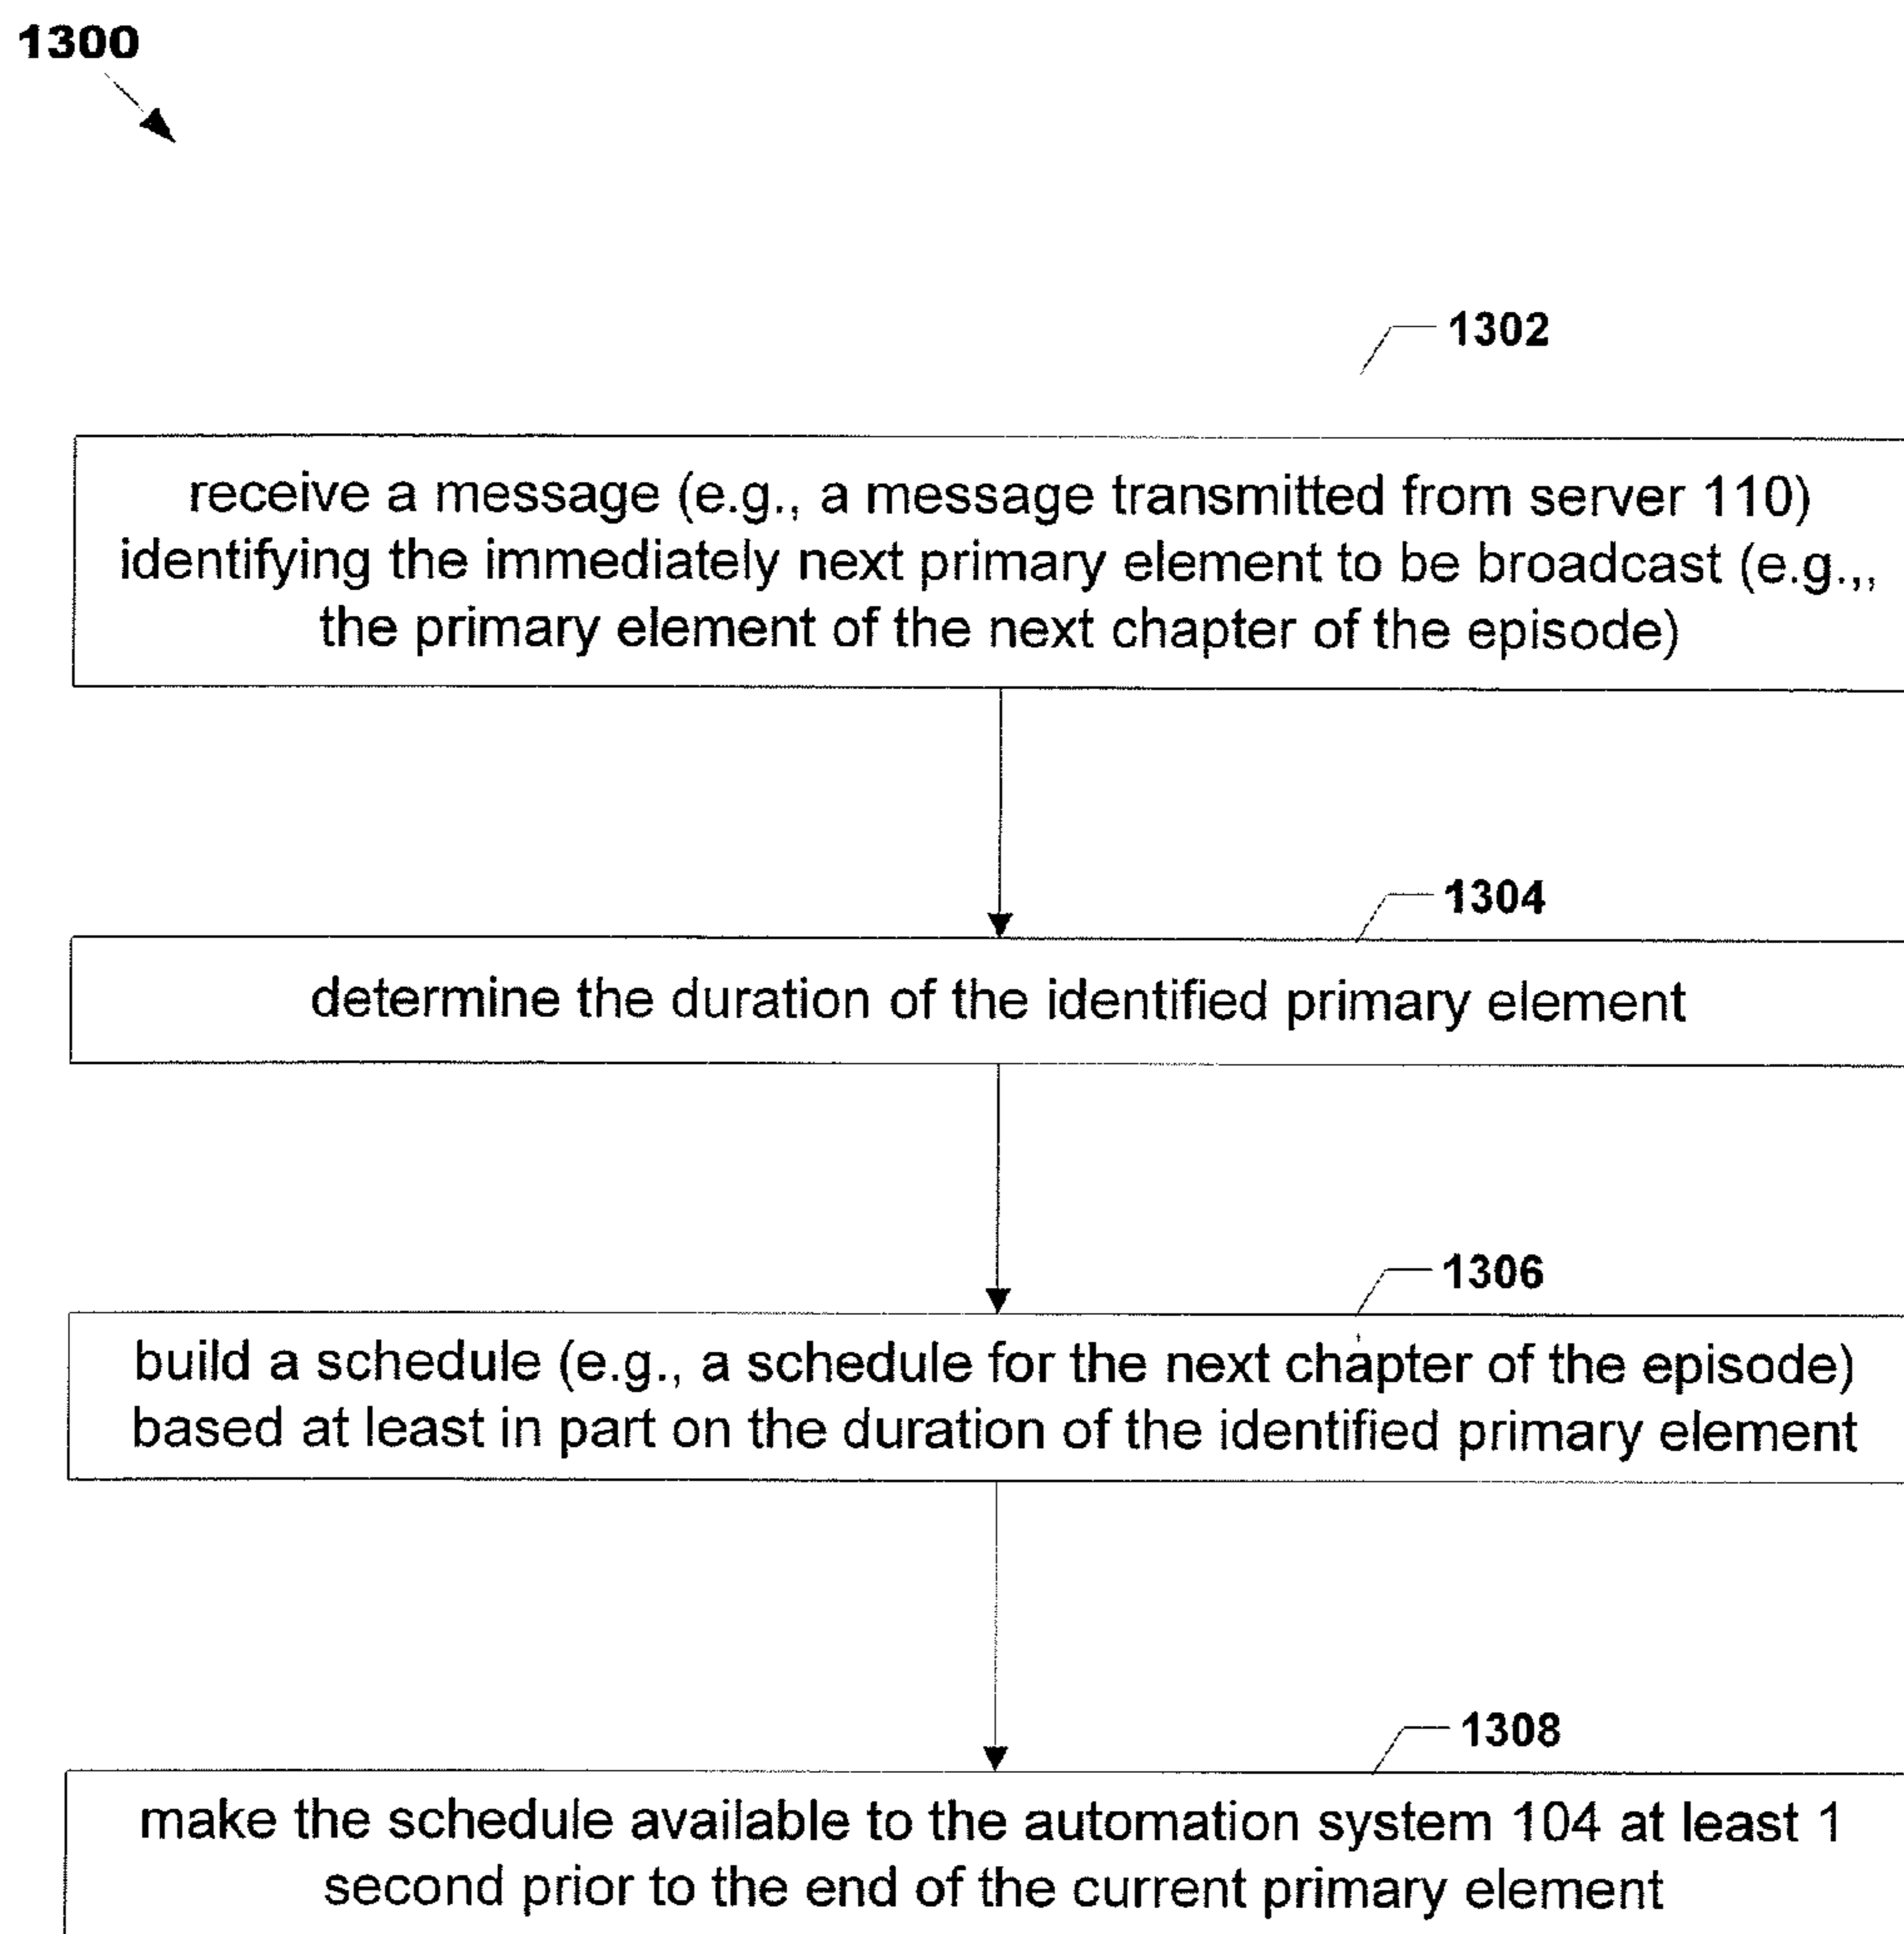 1300
1302
receive a message (e.g., a message transmitted from server 110)
identifying the immediately next primary element to be broadcast (e.g.,,
the primary element of the next chapter of the episode)
1304
determine the duration of the identified primary element
1306
build a schedule (e.g., a schedule for the next chapter of the episode)
based at least in part on the duration of the identified primary element
1308
make the schedule available to the automation system 104 at least 1
second prior to the end of the current primary element